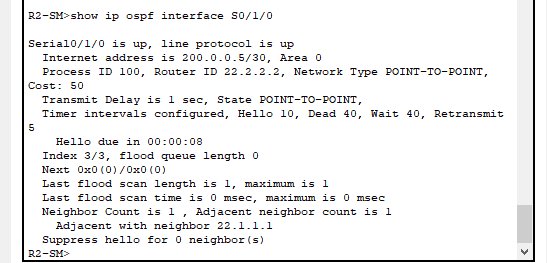 R2-SM>show ip ospf interface S0/1/0
Serial0/1/0 is up, line protocol is up
Internet address is 200.0.0.5/30, Area 0
Process ID 100, Router ID 22.2.2.2, Network Type POINT-TO-POINT,
Cost: 50
Transmit Delay is 1 sec, State POINT-TO-POINT,
Timer intervals configured, Hello 10, Dead 40, Wait 40, Retransmit
5
Hello due in 00:00:08
Index 3/3, flood queue length 0
Next 0x0(0)/0x0(0)
Last flood scan length is 1, maximum is 1
Last flood scan time is 0 msec, maximum is 0 msec
Neighbor Count is 1 , Adjacent neighbor count is 1
Adjacent with neighbor 22.1.1.1
Suppress hello for 0 neighbor(s)
R2-SM>